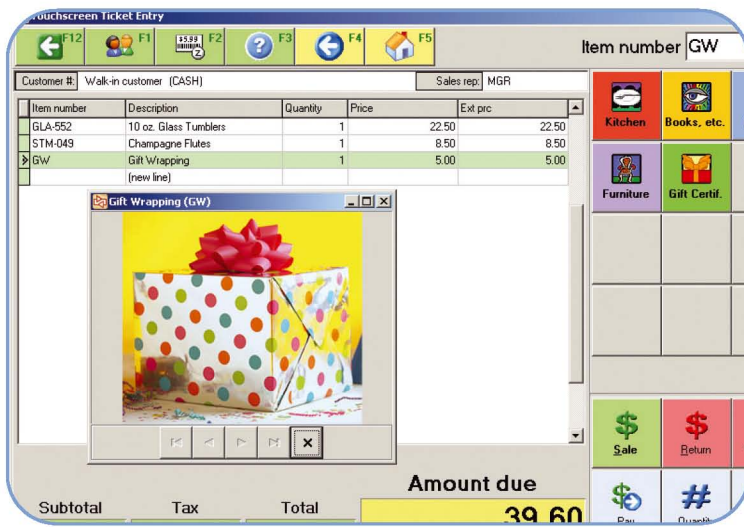 Touchscreen Ticket Entry
F12 F1 $5.99 F2 F3 F4 F5
Item number GW
Customer #: Walk-in customer (CASH) Sales rep: MGR
Item number Description Quantity Price Ext prc
GLA-552 10 oz. Glass Tumblers 1 22.50 22.50
STM-049 Champagne Flutes 1 8.50 8.50
GW Gift Wrapping 1 5.00 5.00
(new line)
Gift Wrapping (GW)
Kitchen Books, etc.
Furniture Gift Certif.
Sale Return
Amount due
Subtotal Tax Total 39.60
Pay Quantity